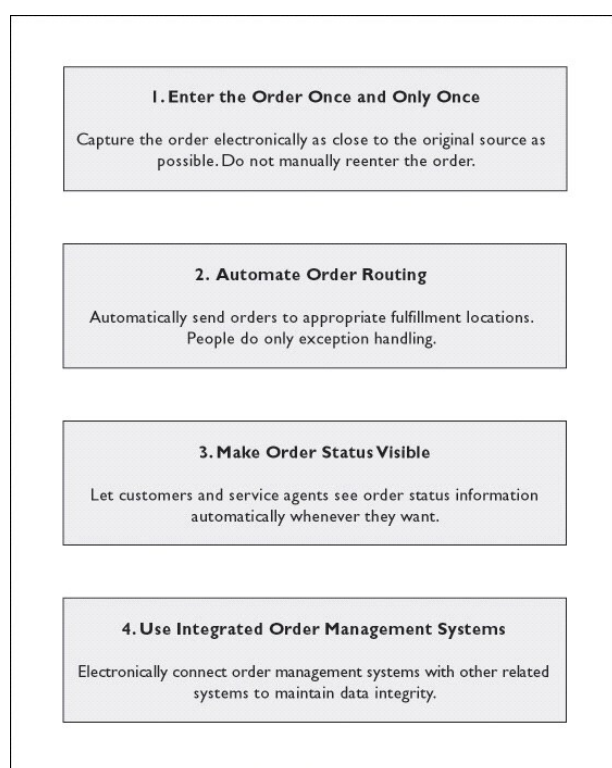 1. Enter the Order Once and Only Once
Capture the order electronically as close to the original source as
possible. Do not manually reenter the order.
2. Automate Order Routing
Automatically send orders to appropriate fulfillment locations.
People do only exception handling.
3. Make Order Status Visible
Let customers and service agents see order status information
automatically whenever they want.
4. Use Integrated Order Management Systems
Electronically connect order management systems with other related
systems to maintain data integrity.